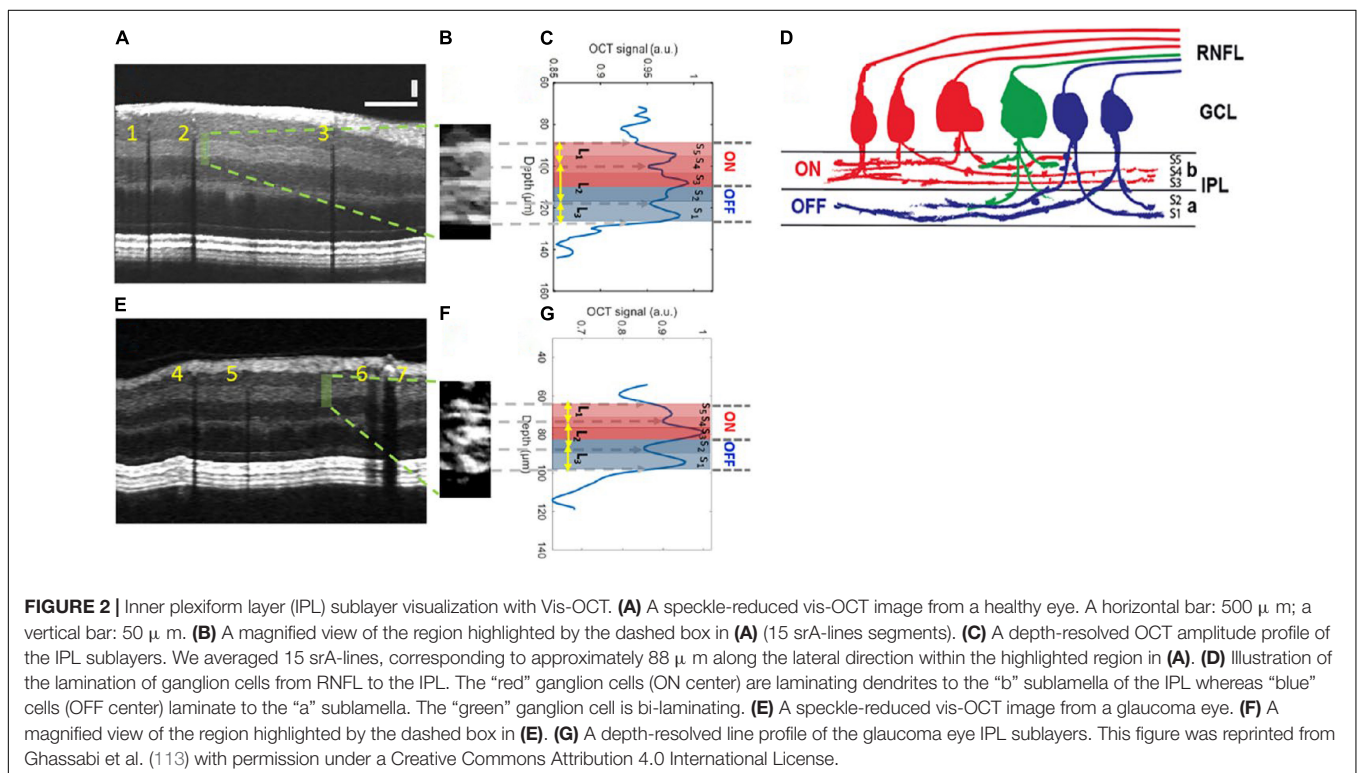 A
B
C
D
OCT signal (a.u.)
0.85
0.9
0.95
1
60
80
100
120
140
160
Depth (μm)
L1
L2
L3
S5
S4
S3
S2
S1
ON
OFF
1
2
3
RNFL
GCL
IPL
ON
OFF
S5
S4 b
S3
S2
a
S1
E
F
G
OCT signal (a.u.)
0.7
0.8
0.9
1
40
60
80
100
120
140
Depth (μm)
L1
L2
L3
S5
S4
S3
S2
S1
ON
OFF
4
5
6
7
FIGURE 2 | Inner plexiform layer (IPL) sublayer visualization with Vis-OCT. (A) A speckle-reduced vis-OCT image from a healthy eye. A horizontal bar: 500 μ m; a
vertical bar: 50 μ m. (B) A magnified view of the region highlighted by the dashed box in (A) (15 srA-lines segments). (C) A depth-resolved OCT amplitude profile of
the IPL sublayers. We averaged 15 srA-lines, corresponding to approximately 88 μ m along the lateral direction within the highlighted region in (A). (D) Illustration of
the lamination of ganglion cells from RNFL to the IPL. The “red” ganglion cells (ON center) are laminating dendrites to the “b” sublamella of the IPL whereas “blue”
cells (OFF center) laminate to the “a” sublamella. The “green” ganglion cell is bi-laminating. (E) A speckle-reduced vis-OCT image from a glaucoma eye. (F) A
magnified view of the region highlighted by the dashed box in (E). (G) A depth-resolved line profile of the glaucoma eye IPL sublayers. This figure was reprinted from
Ghassabi et al. (113) with permission under a Creative Commons Attribution 4.0 International License.